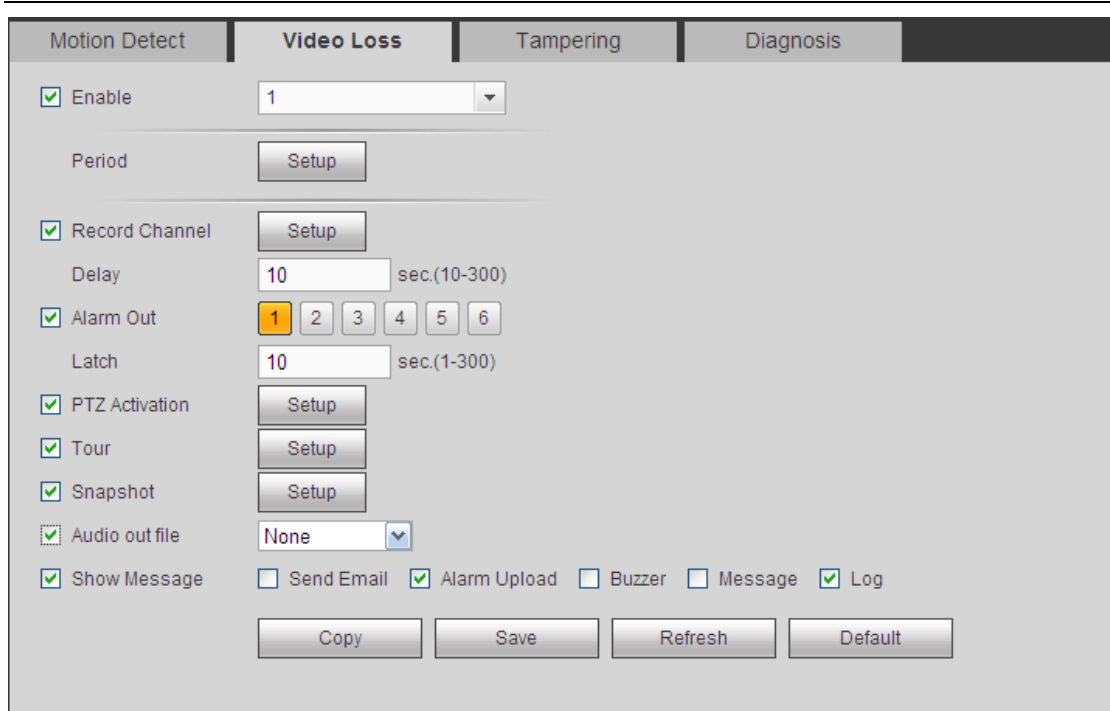 Motion Detect Video Loss Tampering Diagnosis
Enable 1
Period Setup
Record Channel Setup
Delay 10 sec.(10-300)
Alarm Out 1 2 3 4 5 6
Latch 10 sec.(1-300)
PTZ Activation Setup
Tour Setup
Snapshot Setup
Audio out file None
Show Message Send Email Alarm Upload Buzzer Message Log
Copy Save Refresh Default